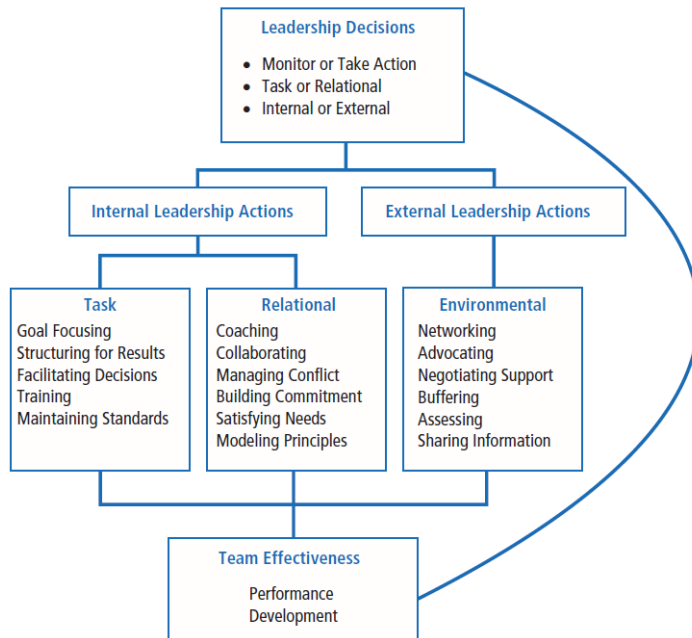 Leadership Decisions
• Monitor or Take Action
• Task or Relational
• Internal or External
Internal Leadership Actions
External Leadership Actions
Task
Goal Focusing
Structuring for Results
Facilitating Decisions
Training
Maintaining Standards
Relational
Coaching
Collaborating
Managing Conflict
Building Commitment
Satisfying Needs
Modeling Principles
Environmental
Networking
Advocating
Negotiating Support
Buffering
Assessing
Sharing Information
Team Effectiveness
Performance
Development